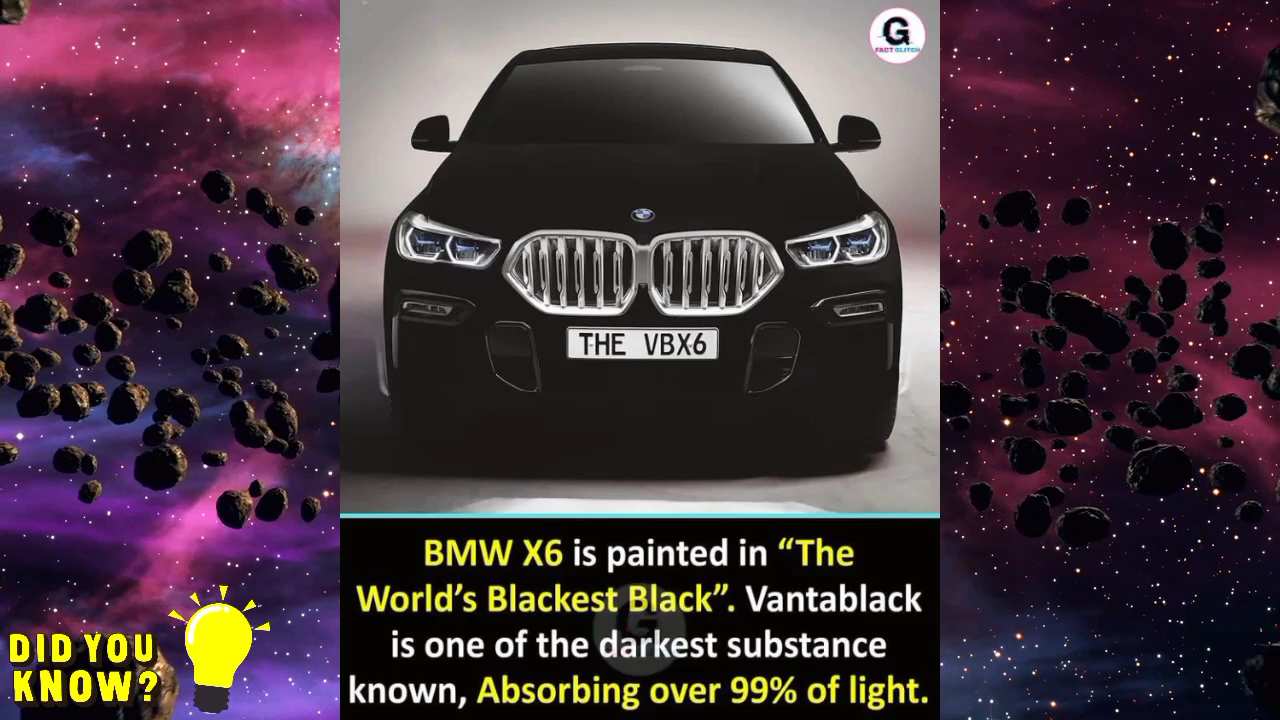 G
FACT GLITCH
THE VBX6
BMW X6 is painted in “The
World’s Blackest Black”. Vantablack
is one of the darkest substance
known, Absorbing over 99% of light.
DID YOU
KNOW?